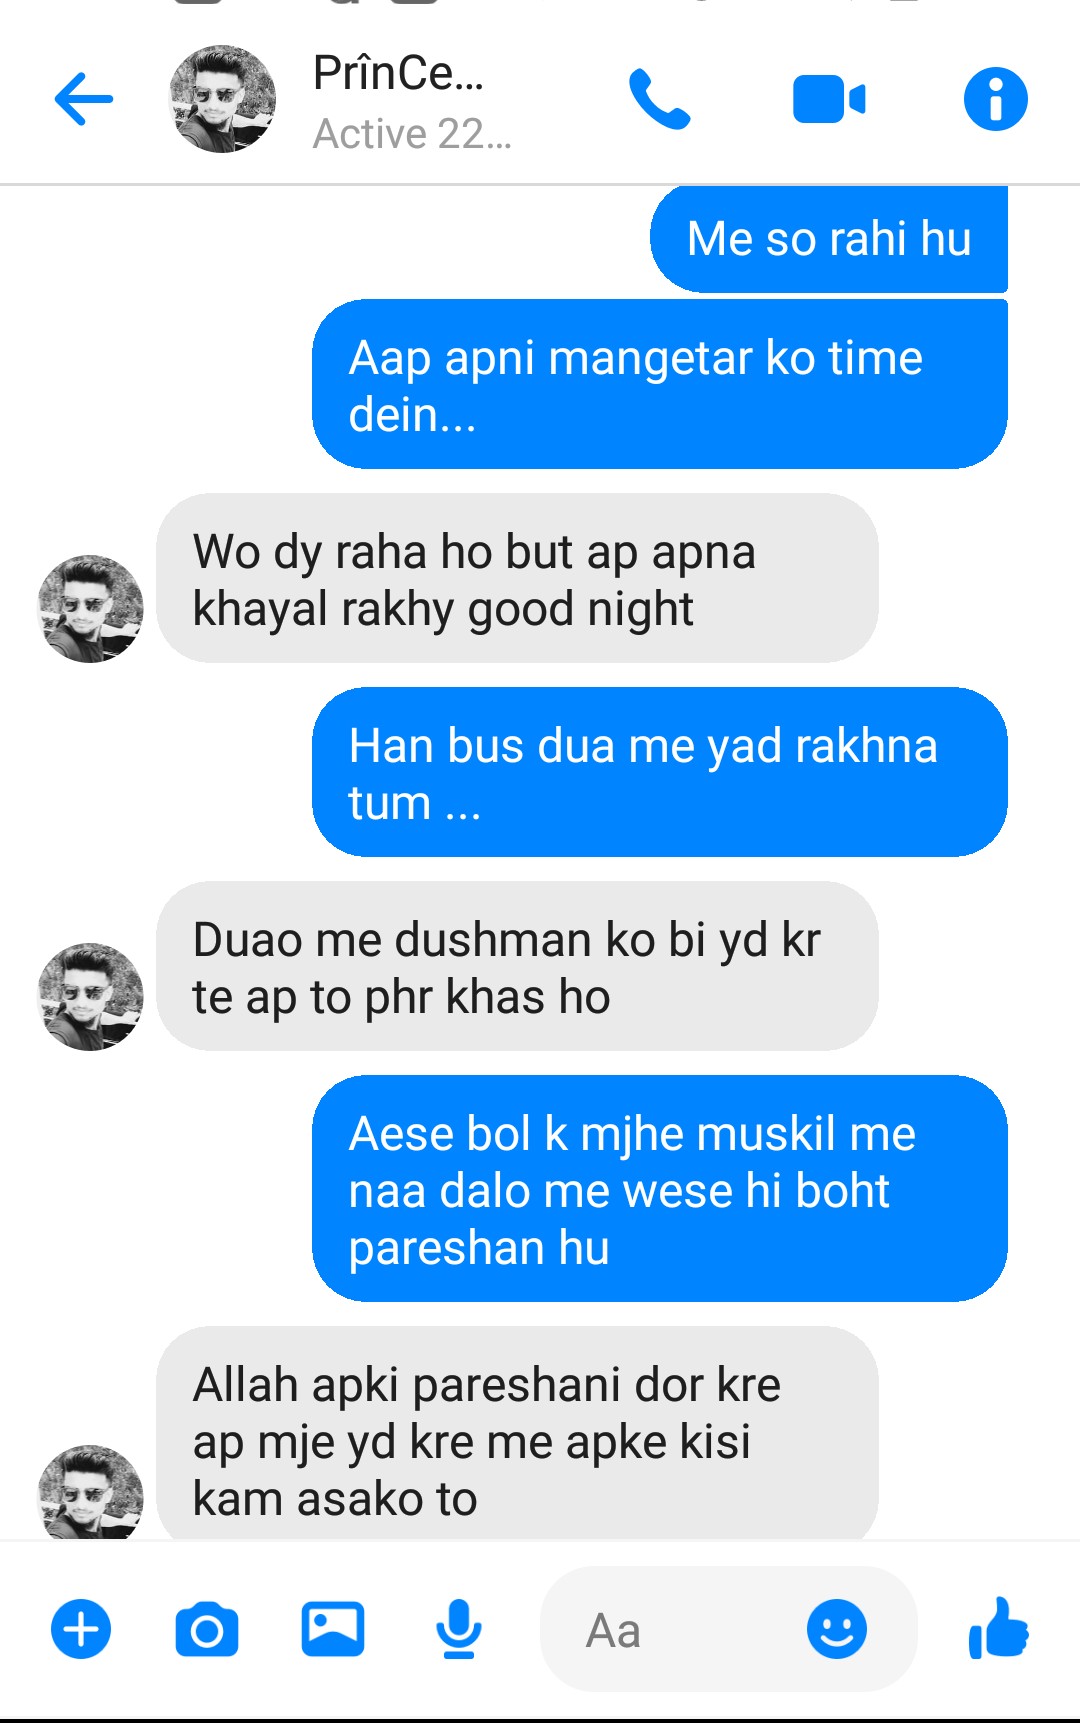 PrînCe...
Active 22...
Me so rahi hu
Aap apni mangetar ko time
dein...
Wo dy raha ho but ap apna
khayal rakhy good night
Han bus dua me yad rakhna
tum ...
Duao me dushman ko bi yd kr
te ap to phr khas ho
Aese bol k mjhe muskil me
naa dalo me wese hi boht
pareshan hu
Allah apki pareshani dor kre
ap mje yd kre me apke kisi
kam asako to
Aa